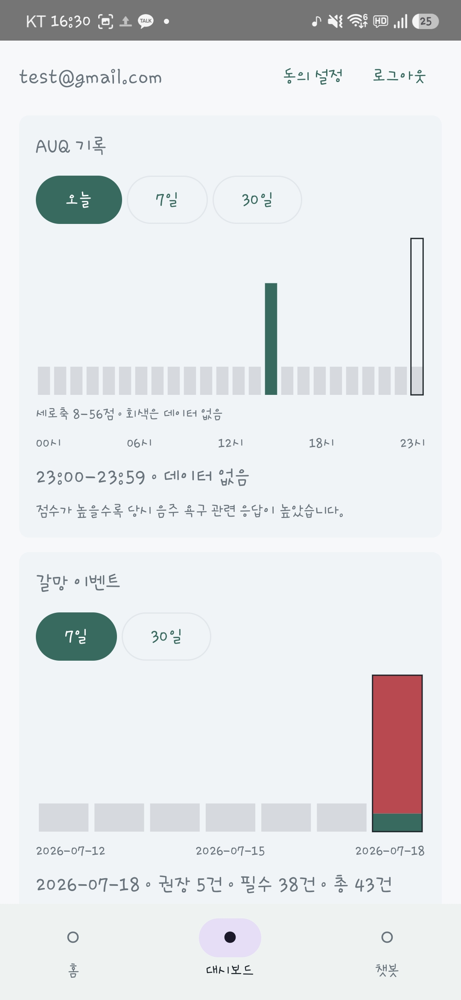 KT 16:30 TALK 6 HD 25
test@gmail.com 동의 설정 로그아웃
AUQ 기록
오늘 7일 30일
세로축 8-56점 • 회색은 데이터 없음
00시 06시 12시 18시 23시
23:00-23:59 • 데이터 없음
점수가 높을수록 당시 음주 욕구 관련 응답이 높았습니다.
갈망 이벤트
7일 30일
2026-07-12 2026-07-15 2026-07-18
2026-07-18 • 권장 5건 • 필수 38건 • 총 43건
홈 대시보드 챗봇